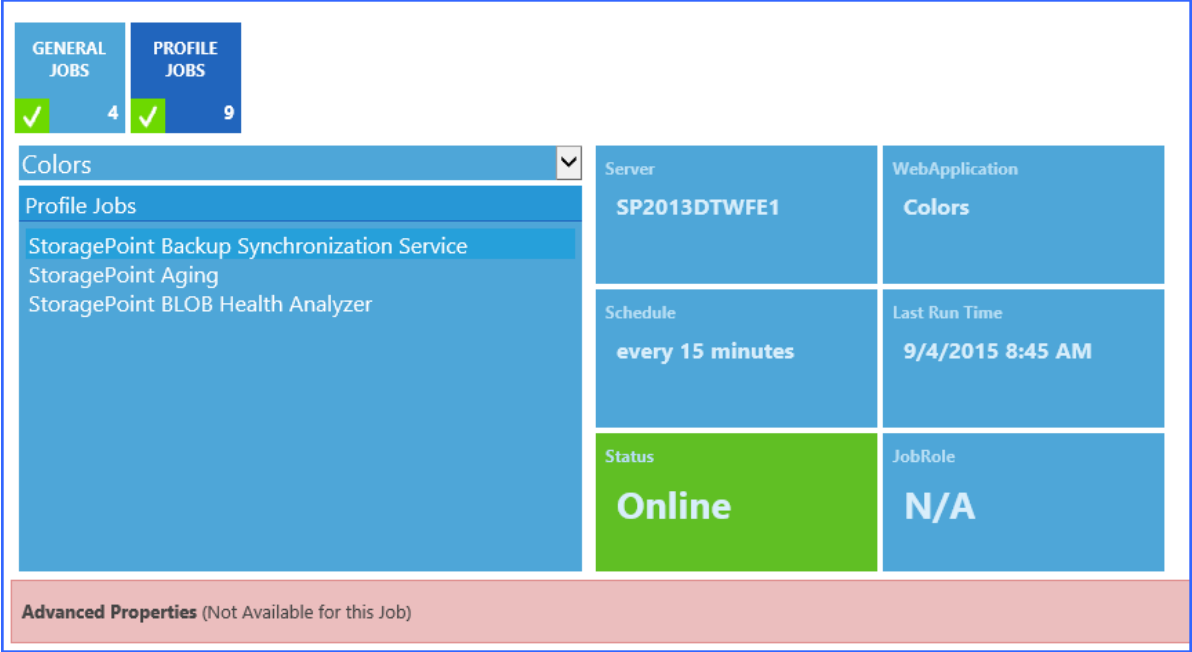 GENERAL
JOBS
4
PROFILE
JOBS
9
Colors
Profile Jobs
StoragePoint Backup Synchronization Service
StoragePoint Aging
StoragePoint BLOB Health Analyzer
Server
SP2013DTWFE1
WebApplication
Colors
Schedule
every 15 minutes
Last Run Time
9/4/2015 8:45 AM
Status
Online
JobRole
N/A
Advanced Properties (Not Available for this Job)